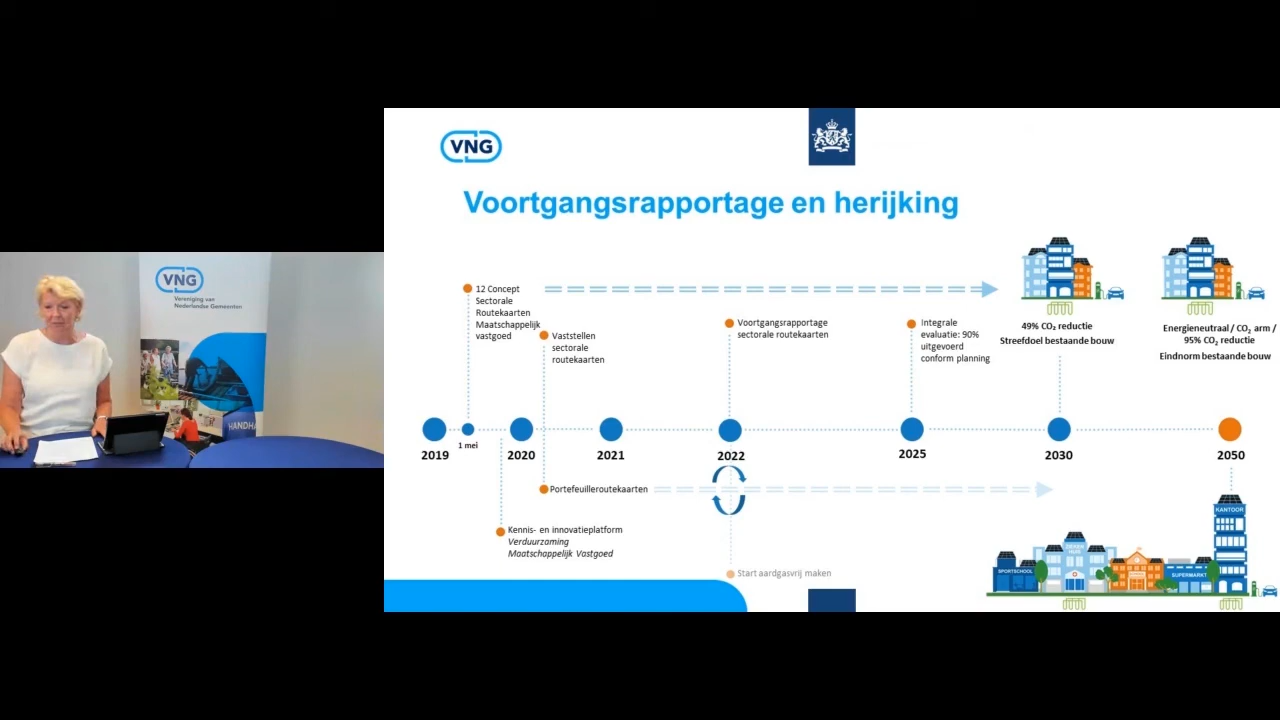 VNG
Voortgangsrapportage en herijking
12 Concept
Sectorale
Routekaarten
Maatschappelijk
vastgoed
Vaststellen
sectorale
routekaarten
Voortgangsrapportage
sectorale routekaarten
Integrale
evaluatie: 90%
uitgevoerd
conform planning
49% CO₂ reductie
Streefdoel bestaande bouw
Energieneutraal / CO₂ arm /
95% CO₂ reductie
Eindnorm bestaande bouw
1 mei
2019
2020
2021
2022
2025
2030
2050
Portefeuilleroutekaarten
Kennis- en innovatieplatform
Verduurzaming
Maatschappelijk Vastgoed
Start aardgasvrij maken
KANTOOR
SPORTSCHOOL
ZIEKEN
HUIS
SUPERMARKT
VNG
Vereniging van
Nederlandse Gemeenten
HANDHA